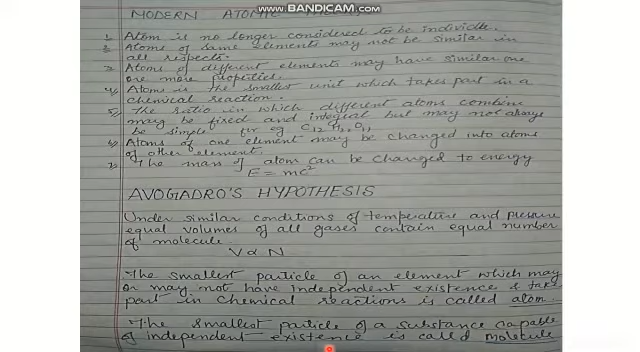 WWW.BANDICAM.COM
MODERN ATOMIC
1. Atom is no longer considered to be individe.
2. Atoms of same elements may not be similar in
all respects.
3. Atoms of different elements may have similar one
or more properties.
4. Atom is the smallest unit which takes part in a
chemical reaction.
5. The ratio in which different atoms combine
may be fixed and integral but may not always
be simple. for eg. C12 H22 O11
6. Atoms of one element may be changed into atoms
of other element.
7. The mass of atom can be changed to energy
E = mc²
AVOGADRO'S HYPOTHESIS
Under similar conditions of temperature and pressure
equal volumes of all gases contain equal number
of molecule
V ∝ N
The smallest particle of an element which may
or may not have independent existence & take
part in chemical reactions is called atom.
The smallest particle of a substance capable
of independent existence is called molecule